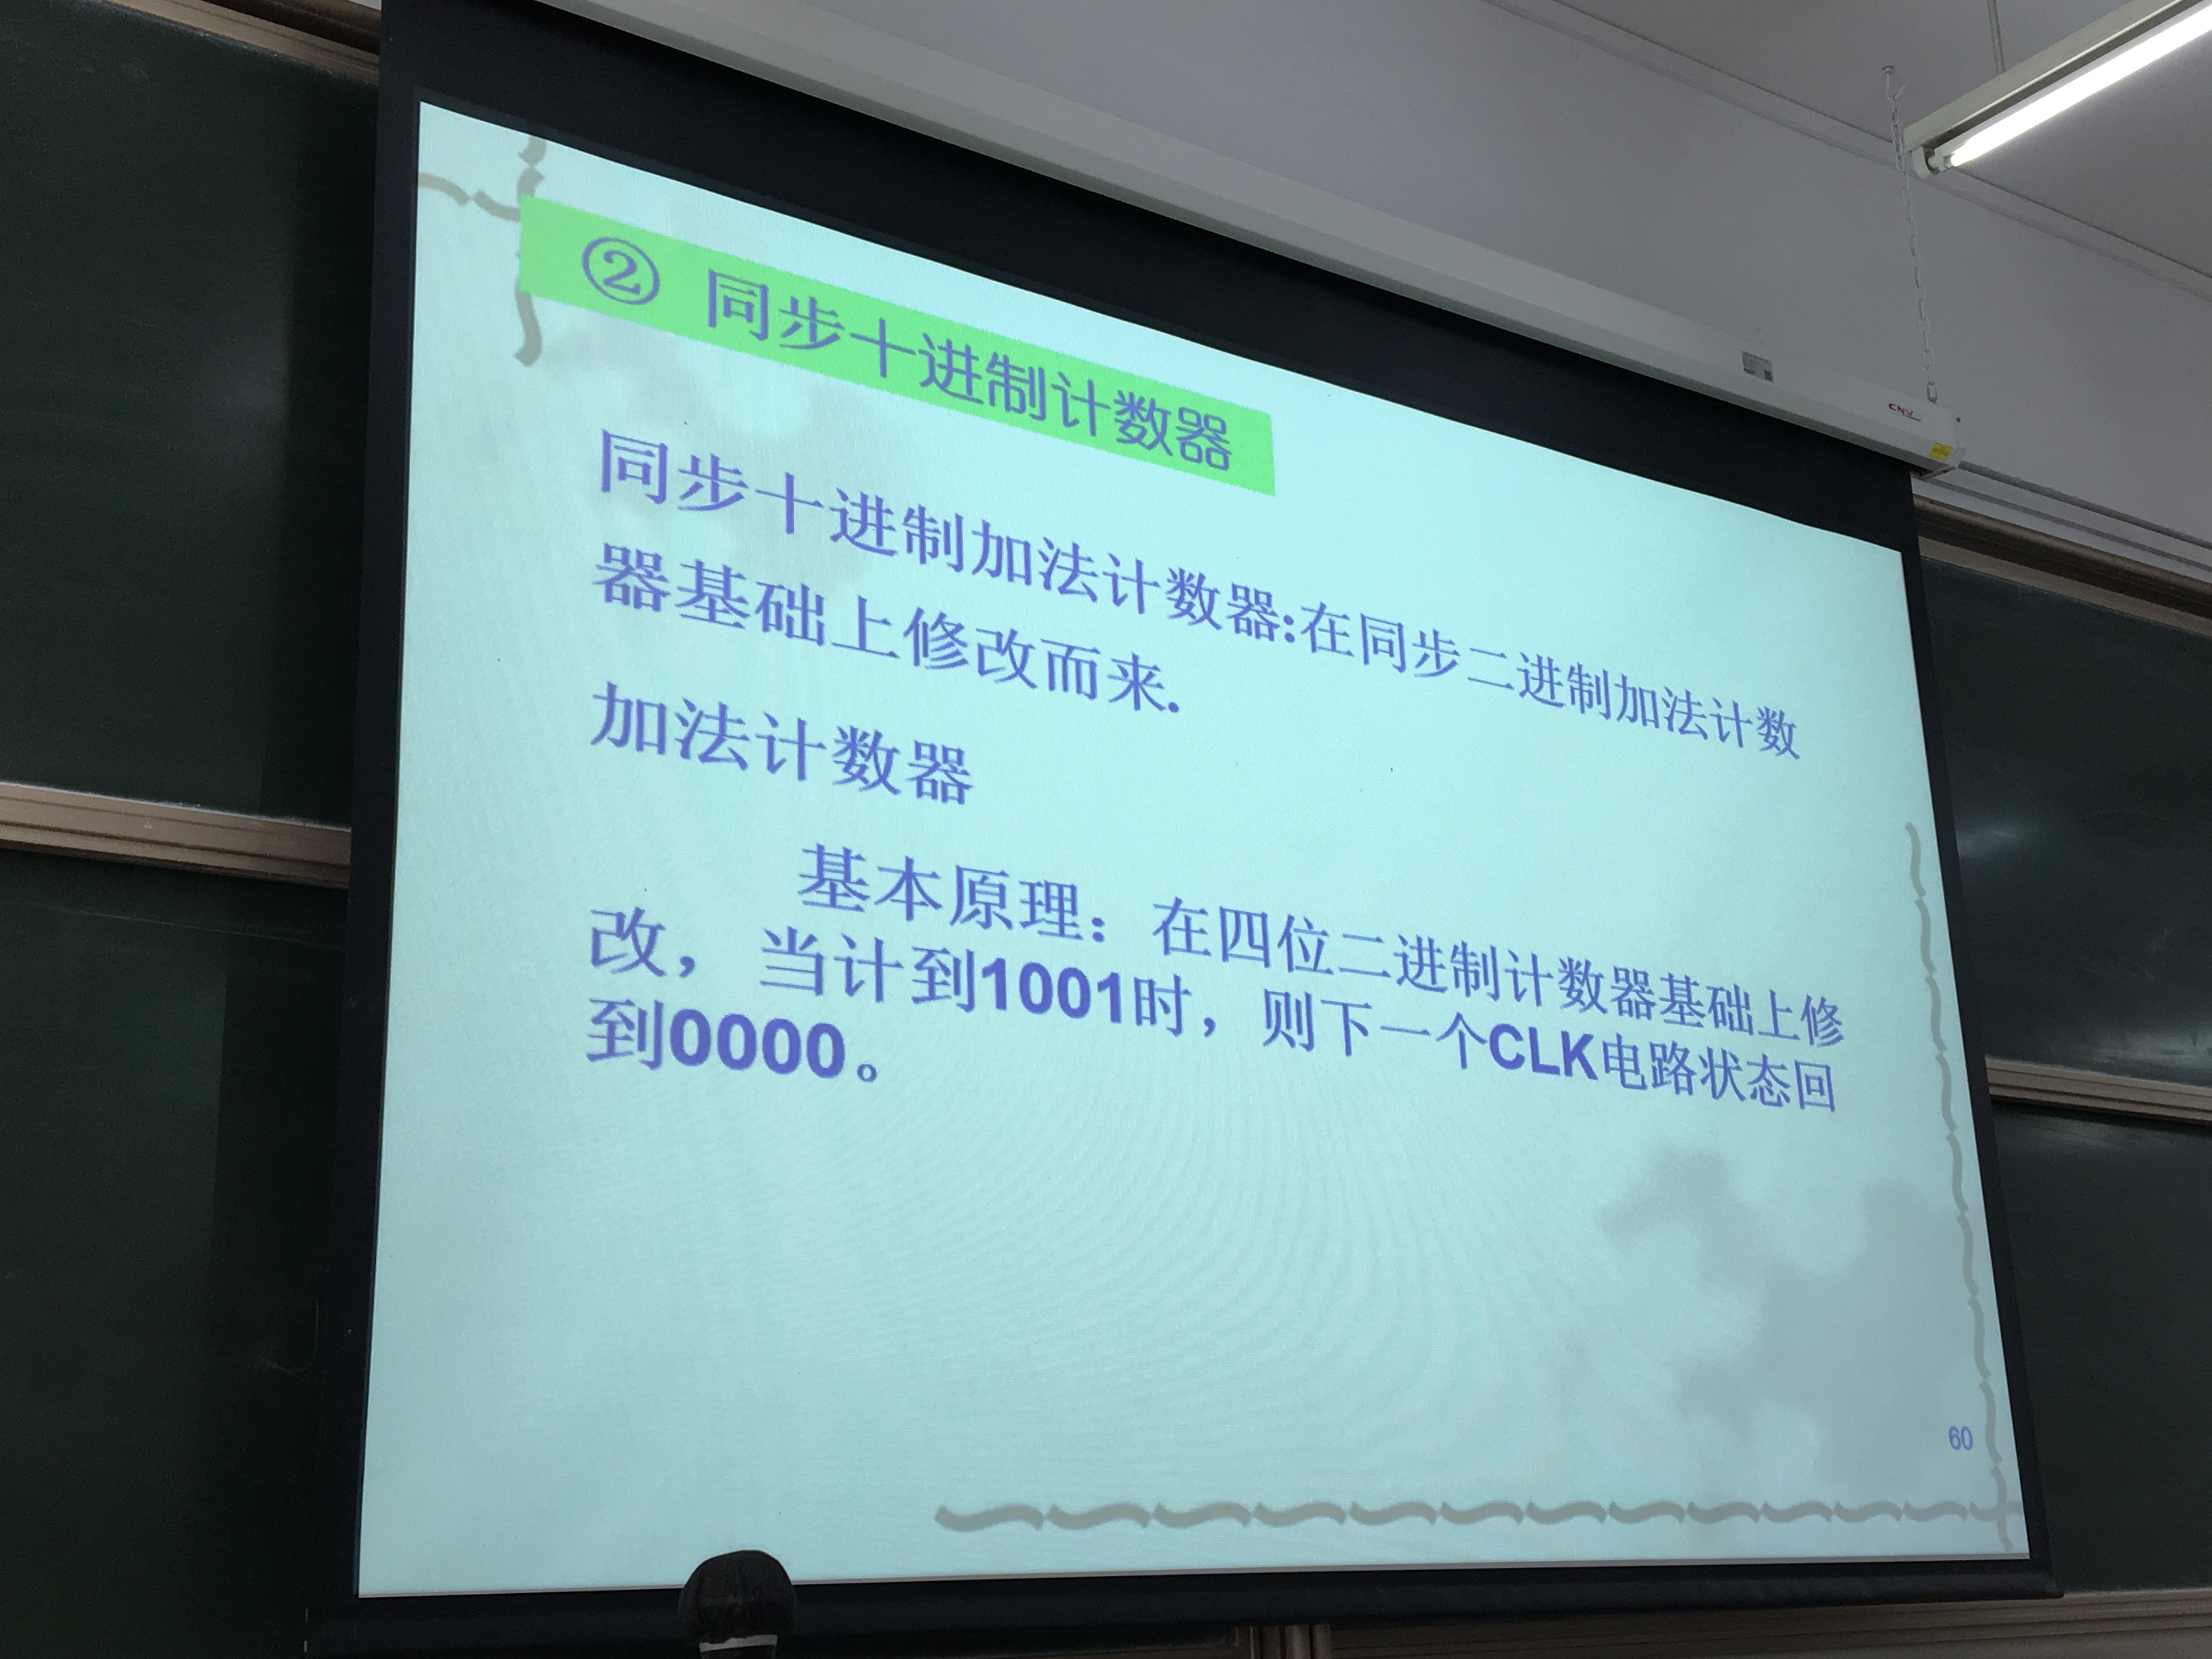 ② 同步十进制计数器
同步十进制加法计数器:在同步二进制加法计数
器基础上修改而来.
加法计数器
基本原理：在四位二进制计数器基础上修
改，当计到1001时，则下一个CLK电路状态回
到0000。
60
CNV